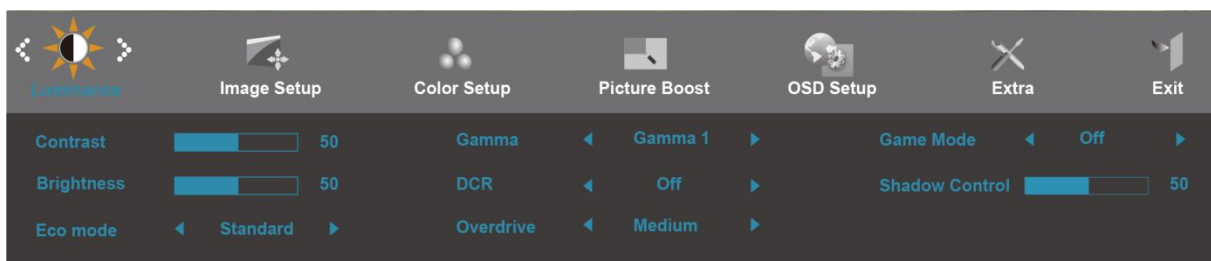 Luminance Image Setup Color Setup Picture Boost OSD Setup Extra Exit
Contrast 50 Gamma Gamma 1 Game Mode Off
Brightness 50 DCR Off Shadow Control 50
Eco mode Standard Overdrive Medium